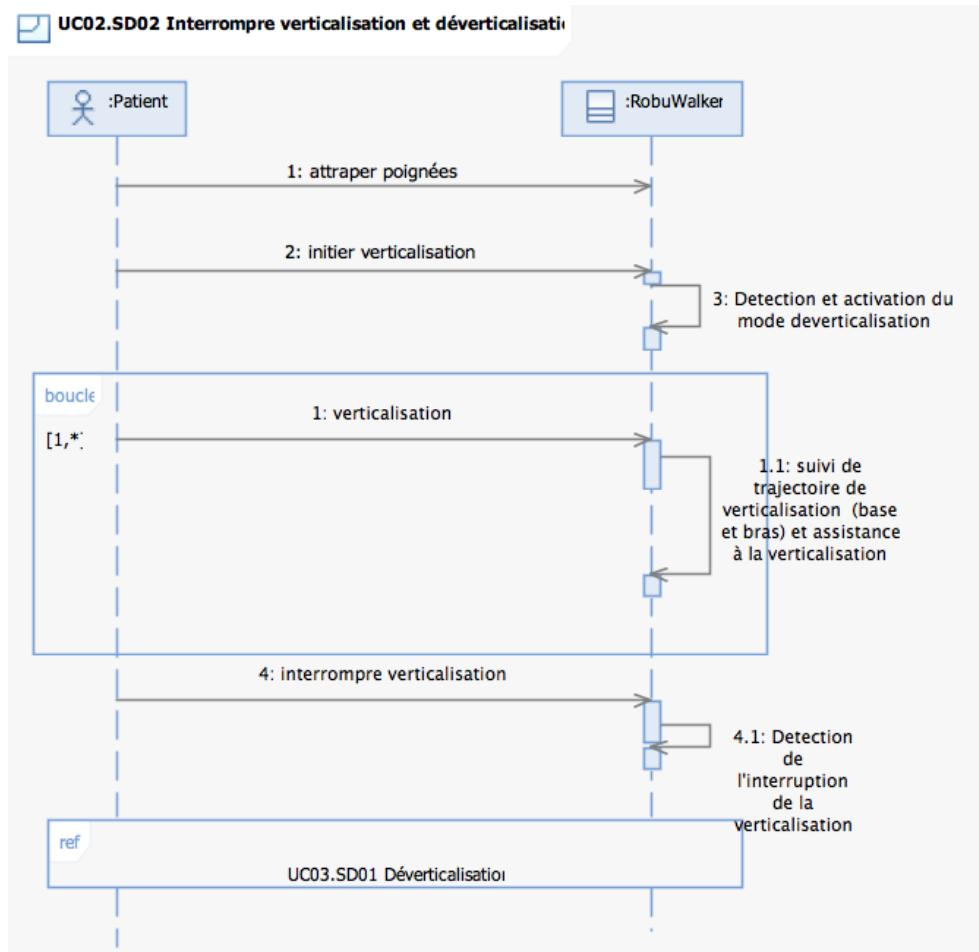 UC02.SD02 Interrompre verticalisation et déverticalisati
:Patient
:RobuWalker
1: attraper poignées
2: initier verticalisation
3: Detection et activation du
mode deverticalisation
boucle
1: verticalisation
[1,*]
1.1: suivi de
trajectoire de
verticalisation (base
et bras) et assistance
à la verticalisation
4: interrompre verticalisation
4.1: Detection
de
l'interruption
de la
verticalisation
ref
UC03.SD01 Déverticalisation